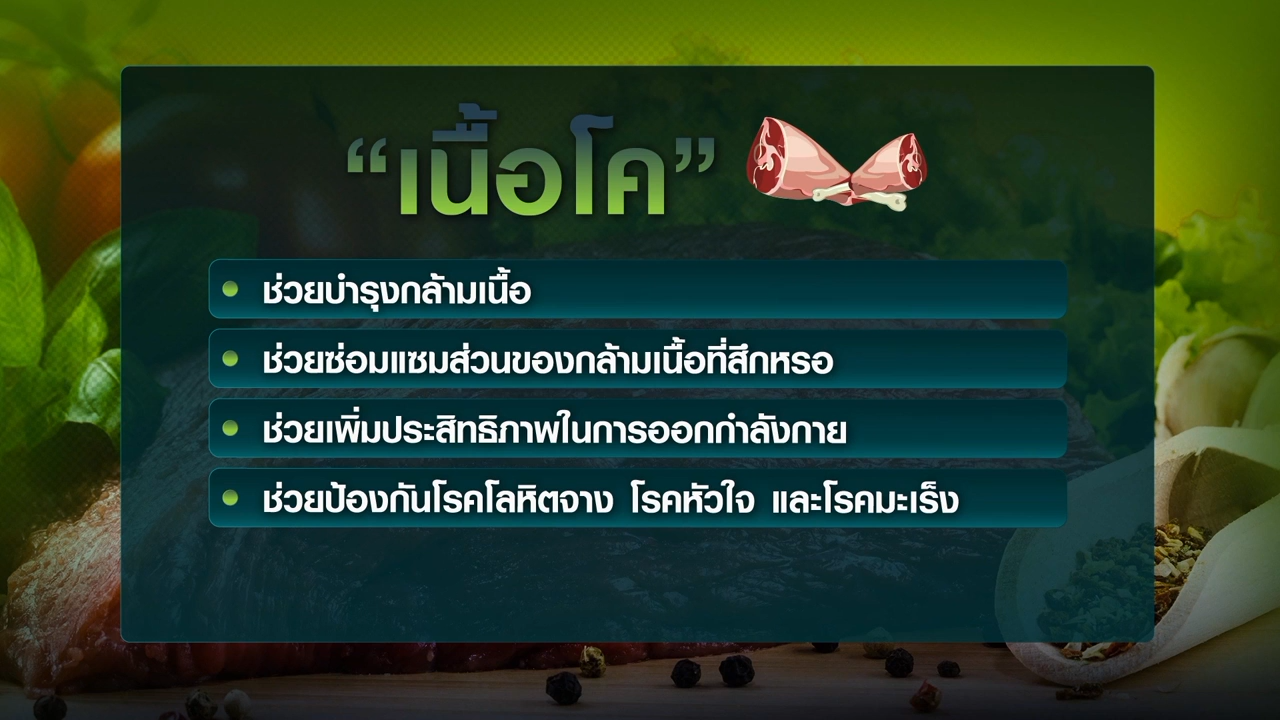 “เนื้อโค”
ช่วยบำรุงกล้ามเนื้อ
ช่วยซ่อมแซมส่วนของกล้ามเนื้อที่สึกหรอ
ช่วยเพิ่มประสิทธิภาพในการออกกำลังกาย
ช่วยป้องกันโรคโลหิตจาง โรคหัวใจ และโรคมะเร็ง